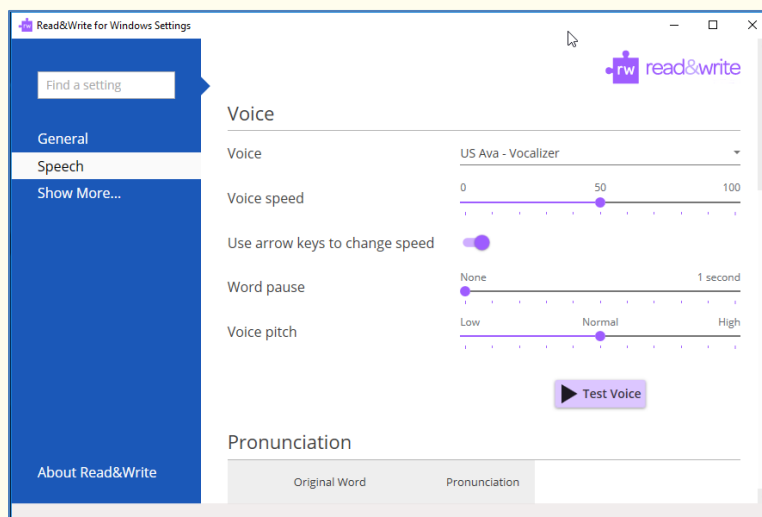 Read&Write for Windows Settings
rw read&write
Find a setting
General
Speech
Show More...
About Read&Write
Voice
Voice US Ava - Vocalizer
Voice speed 0 50 100
Use arrow keys to change speed
Word pause None 1 second
Voice pitch Low Normal High
Test Voice
Pronunciation
Original Word Pronunciation